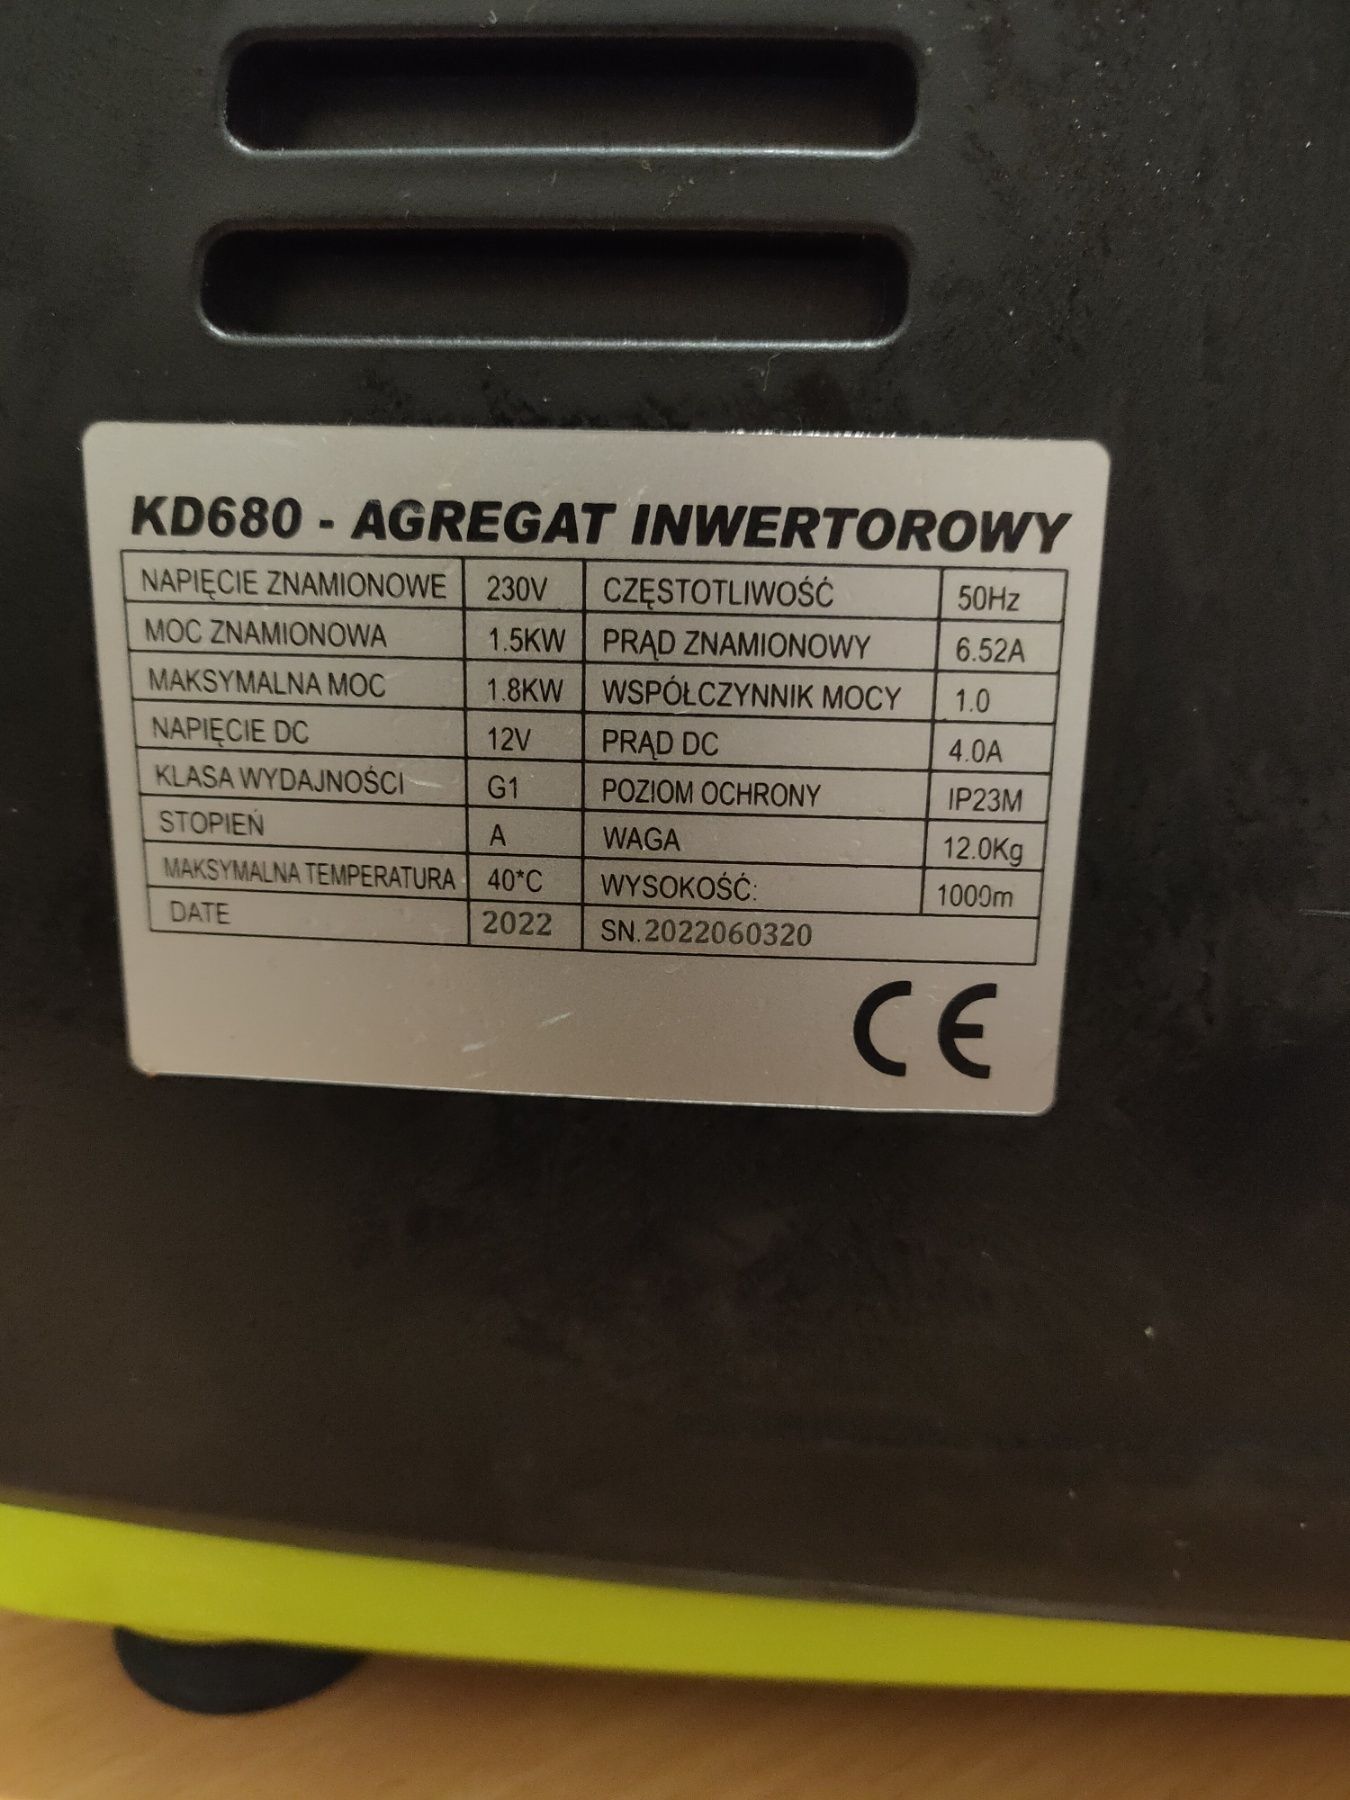 KD680 - AGREGAT INWERTOROWY
NAPIĘCIE ZNAMIONOWE 230V CZĘSTOTLIWOŚĆ 50Hz
MOC ZNAMIONOWA 1.5KW PRĄD ZNAMIONOWY 6.52A
MAKSYMALNA MOC 1.8KW WSPÓŁCZYNNIK MOCY 1.0
NAPIĘCIE DC 12V PRĄD DC 4.0A
KLASA WYDAJNOŚCI G1 POZIOM OCHRONY IP23M
STOPIEŃ A WAGA 12.0Kg
MAKSYMALNA TEMPERATURA 40*C WYSOKOŚĆ: 1000m
DATE 2022 SN.2022060320
CE